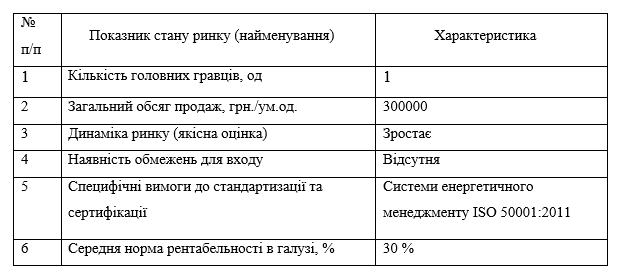 №
п/п
Показник стану ринку (найменування)
Характеристика
1
Кількість головних гравців, од
1
2
Загальний обсяг продаж, грн./ум.од.
300000
3
Динаміка ринку (якісна оцінка)
Зростає
4
Наявність обмежень для входу
Відсутня
5
Специфічні вимоги до стандартизації та
сертифікації
Системи енергетичного
менеджменту ISO 50001:2011
6
Середня норма рентабельності в галузі, %
30 %